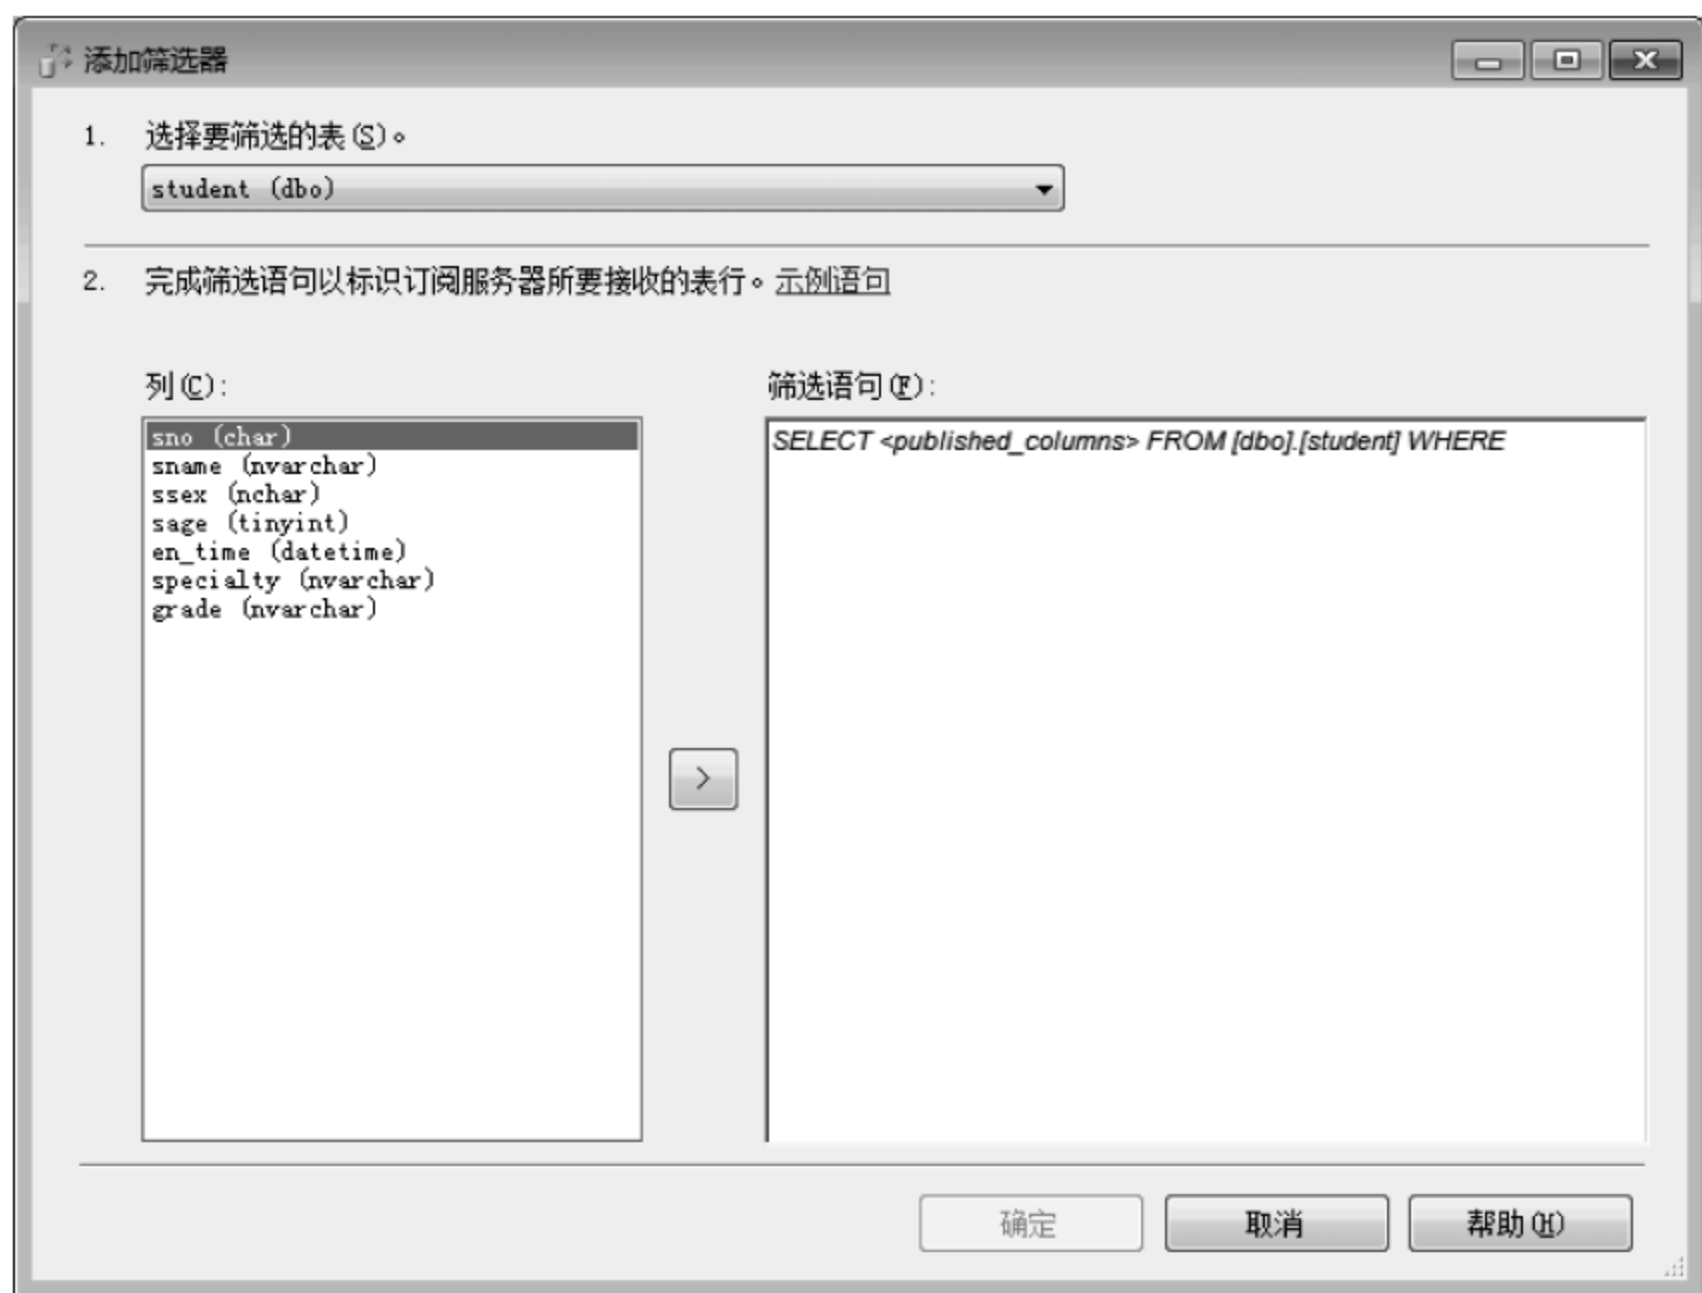 添加筛选器
1. 选择要筛选的表(S)。
student (dbo)
2. 完成筛选语句以标识订阅服务器所要接收的表行。示例语句
列(C):
sno (char)
sname (nvarchar)
ssex (nchar)
sage (tinyint)
en_time (datetime)
specialty (nvarchar)
grade (nvarchar)
>
筛选语句(F):
SELECT <published_columns> FROM [dbo].[student] WHERE
确定 取消 帮助(H)